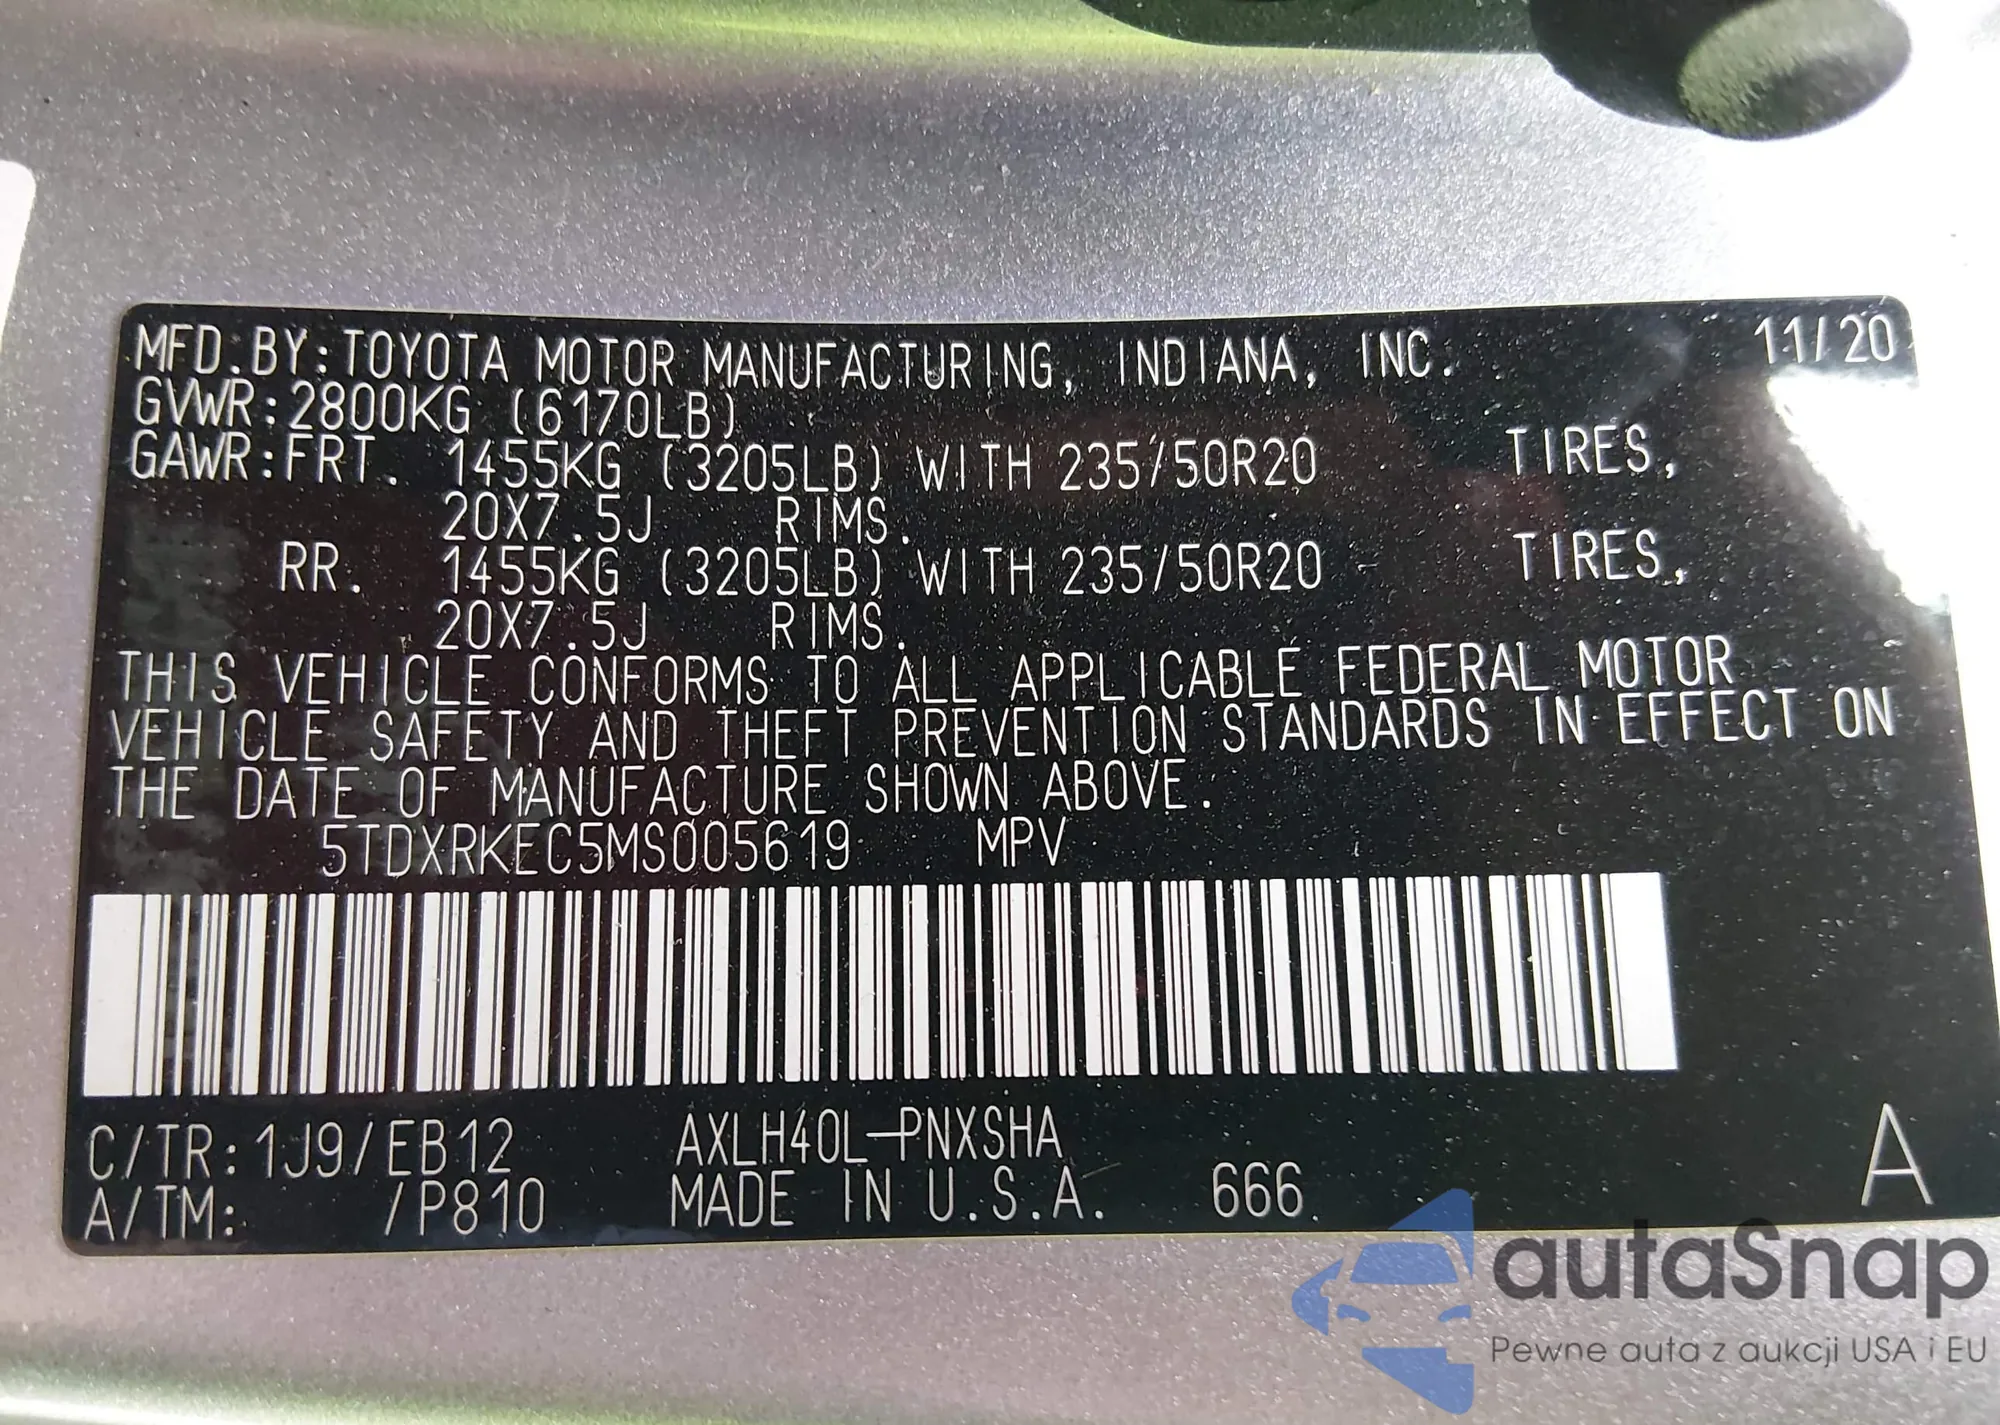 MFD.BY:TOYOTA MOTOR MANUFACTURING, INDIANA, INC. 11/20
GVWR:2800KG (6170LB)
GAWR:FRT. 1455KG (3205LB) WITH 235/50R20 TIRES,
20X7.5J RIMS.
RR. 1455KG (3205LB) WITH 235/50R20 TIRES,
20X7.5J RIMS.
THIS VEHICLE CONFORMS TO ALL APPLICABLE FEDERAL MOTOR
VEHICLE SAFETY AND THEFT PREVENTION STANDARDS IN EFFECT ON
THE DATE OF MANUFACTURE SHOWN ABOVE.
5TDXRKEC5MS005619 MPV
C/TR:1J9/EB12 AXLH40L-PNXSHA A
A/TM: /P810 MADE IN U.S.A. 666
autaSnap
Pewne auta z aukcji USA i EU